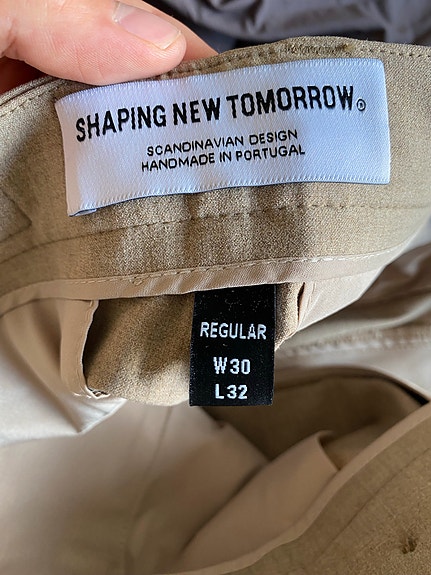 SHAPING NEW TOMORROW®
SCANDINAVIAN DESIGN
HANDMADE IN PORTUGAL
REGULAR
W30
L32